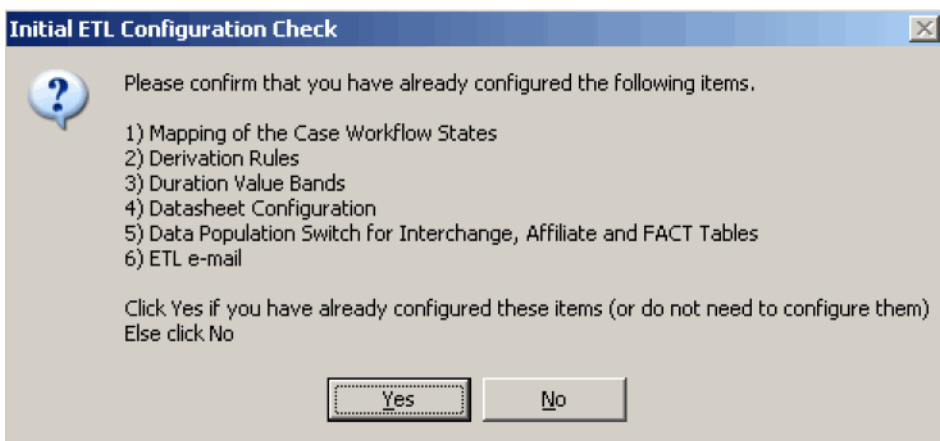 Initial ETL Configuration Check
Please confirm that you have already configured the following items.
1) Mapping of the Case Workflow States
2) Derivation Rules
3) Duration Value Bands
4) Datasheet Configuration
5) Data Population Switch for Interchange, Affiliate and FACT Tables
6) ETL e-mail
Click Yes if you have already configured these items (or do not need to configure them)
Else click No
Yes
No